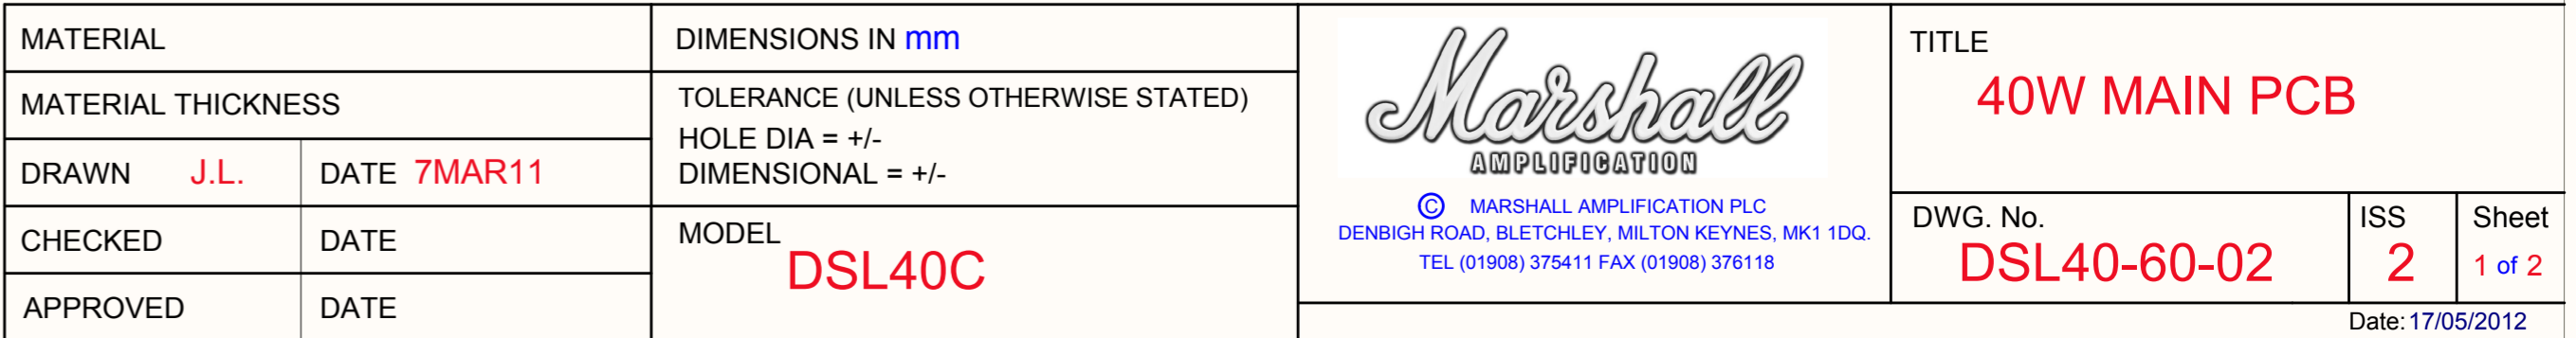 MATERIAL
MATERIAL THICKNESS
DRAWN J.L. DATE 7MAR11
CHECKED DATE
APPROVED DATE
DIMENSIONS IN mm
TOLERANCE (UNLESS OTHERWISE STATED)
HOLE DIA = +/-
DIMENSIONAL = +/-
MODEL
DSL40C
Marshall
AMPLIFICATION
© MARSHALL AMPLIFICATION PLC
DENBIGH ROAD, BLETCHLEY, MILTON KEYNES, MK1 1DQ.
TEL (01908) 375411 FAX (01908) 376118
TITLE
40W MAIN PCB
DWG. No.
DSL40-60-02
ISS
2
Sheet
1 of 2
Date: 17/05/2012